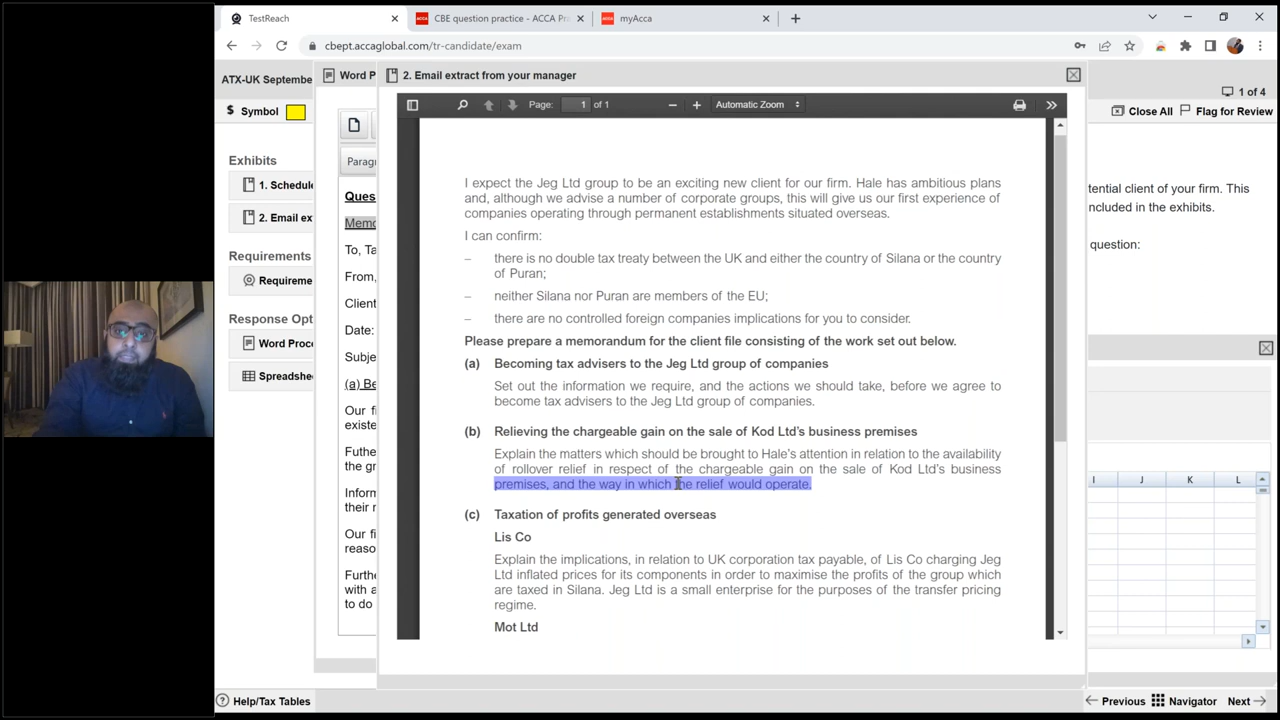 TestReach
CBE question practice - ACCA Pr
myAcca
cbept.accaglobal.com/tr-candidate/exam
ATX-UK Septembe
Word P
2. Email extract from your manager
1 of 4
$ Symbol
Page: 1 of 1
Automatic Zoom
Close All
Flag for Review
Exhibits
Parag
1. Schedul
2. Email ex
Requirements
Requireme
Response Opt
Word Proc
Spreadshe
Ques
Memo
To, Ta
From,
Client
Date:
Subje
(a) Be
Our fi
existe
Futhe
the gr
Inform
their r
Our fi
reaso
Furthe
with a
to do
I expect the Jeg Ltd group to be an exciting new client for our firm. Hale has ambitious plans
and, although we advise a number of corporate groups, this will give us our first experience of
companies operating through permanent establishments situated overseas.
I can confirm:
– there is no double tax treaty between the UK and either the country of Silana or the country
of Puran;
– neither Silana nor Puran are members of the EU;
– there are no controlled foreign companies implications for you to consider.
Please prepare a memorandum for the client file consisting of the work set out below.
(a) Becoming tax advisers to the Jeg Ltd group of companies
Set out the information we require, and the actions we should take, before we agree to
become tax advisers to the Jeg Ltd group of companies.
(b) Relieving the chargeable gain on the sale of Kod Ltd's business premises
Explain the matters which should be brought to Hale's attention in relation to the availability
of rollover relief in respect of the chargeable gain on the sale of Kod Ltd's business
premises, and the way in which the relief would operate.
(c) Taxation of profits generated overseas
Lis Co
Explain the implications, in relation to UK corporation tax payable, of Lis Co charging Jeg
Ltd inflated prices for its components in order to maximise the profits of the group which
are taxed in Silana. Jeg Ltd is a small enterprise for the purposes of the transfer pricing
regime.
Mot Ltd
tential client of your firm. This
ncluded in the exhibits.
question:
I J K L
Help/Tax Tables
Previous
Navigator
Next